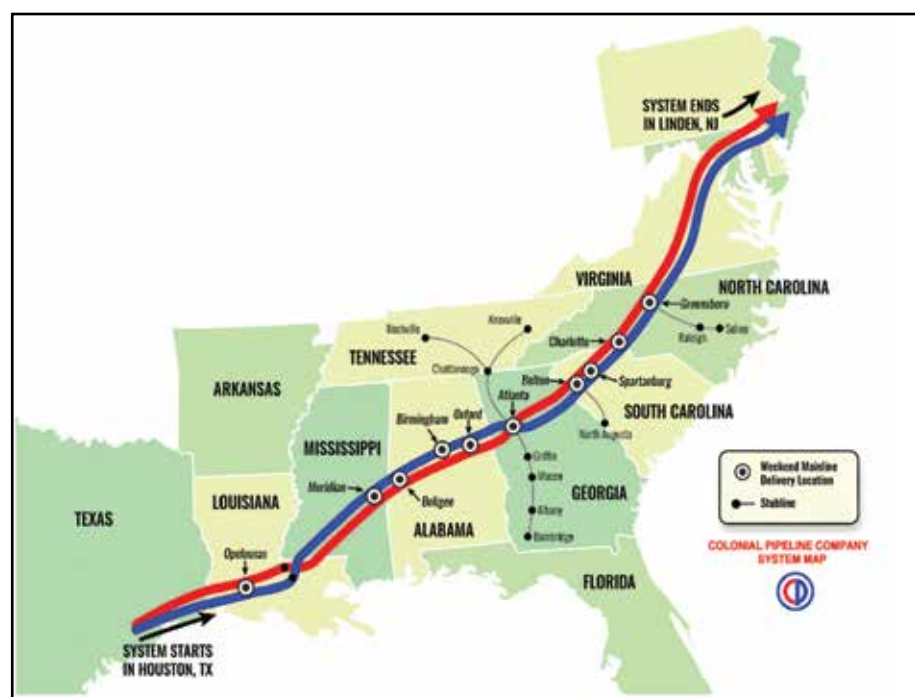 SYSTEM ENDS
IN LINDEN, NJ
VIRGINIA
NORTH CAROLINA
Greensboro
Nashville
Knoxville
Charlotte
Raleigh
Selma
TENNESSEE
Chattanooga
Belton
Spartanburg
ARKANSAS
Atlanta
SOUTH CAROLINA
Birmingham
Oxford
North Augusta
MISSISSIPPI
Griffin
Macon
Meridian
Boligee
GEORGIA
LOUISIANA
Albany
TEXAS
ALABAMA
Bainbridge
Opelousas
FLORIDA
SYSTEM STARTS
IN HOUSTON, TX
Weekend Mainline
Delivery Location
Stubline
COLONIAL PIPELINE COMPANY
SYSTEM MAP